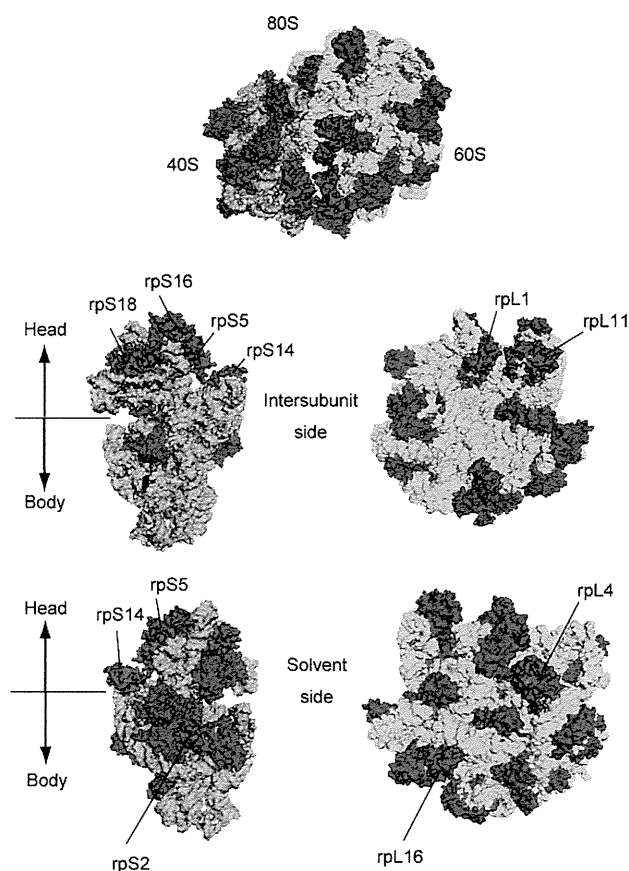 80S
40S
60S
rpS16
rpS18
rpS5
rpS14
rpL1
rpL11
Head
Body
Intersubunit
side
rpS5
rpS14
rpL4
Head
Body
Solvent
side
rpS2
rpL16